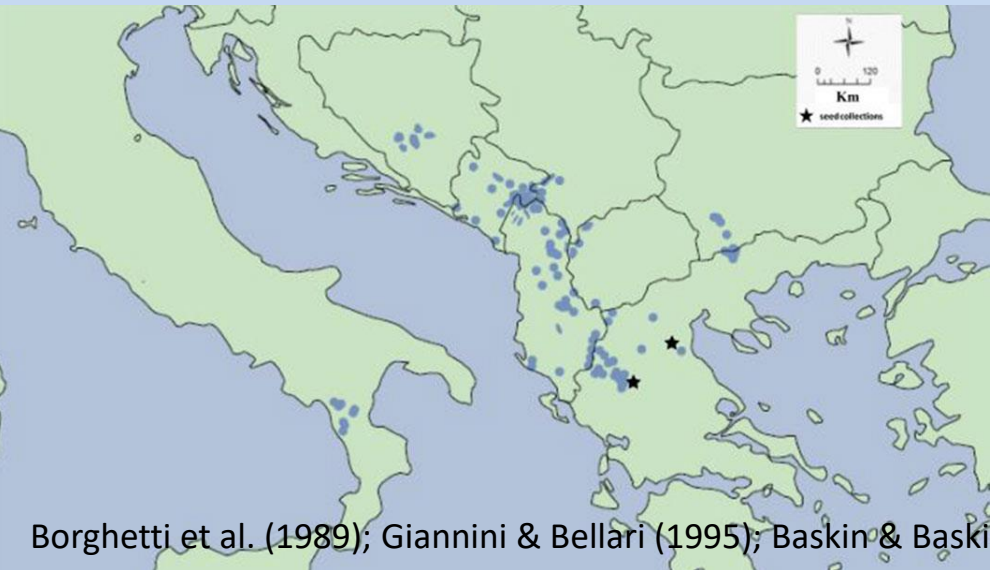 N
0 120
Km
seed collections
Borghetti et al. (1989); Giannini & Bellari (1995); Baskin & Baski